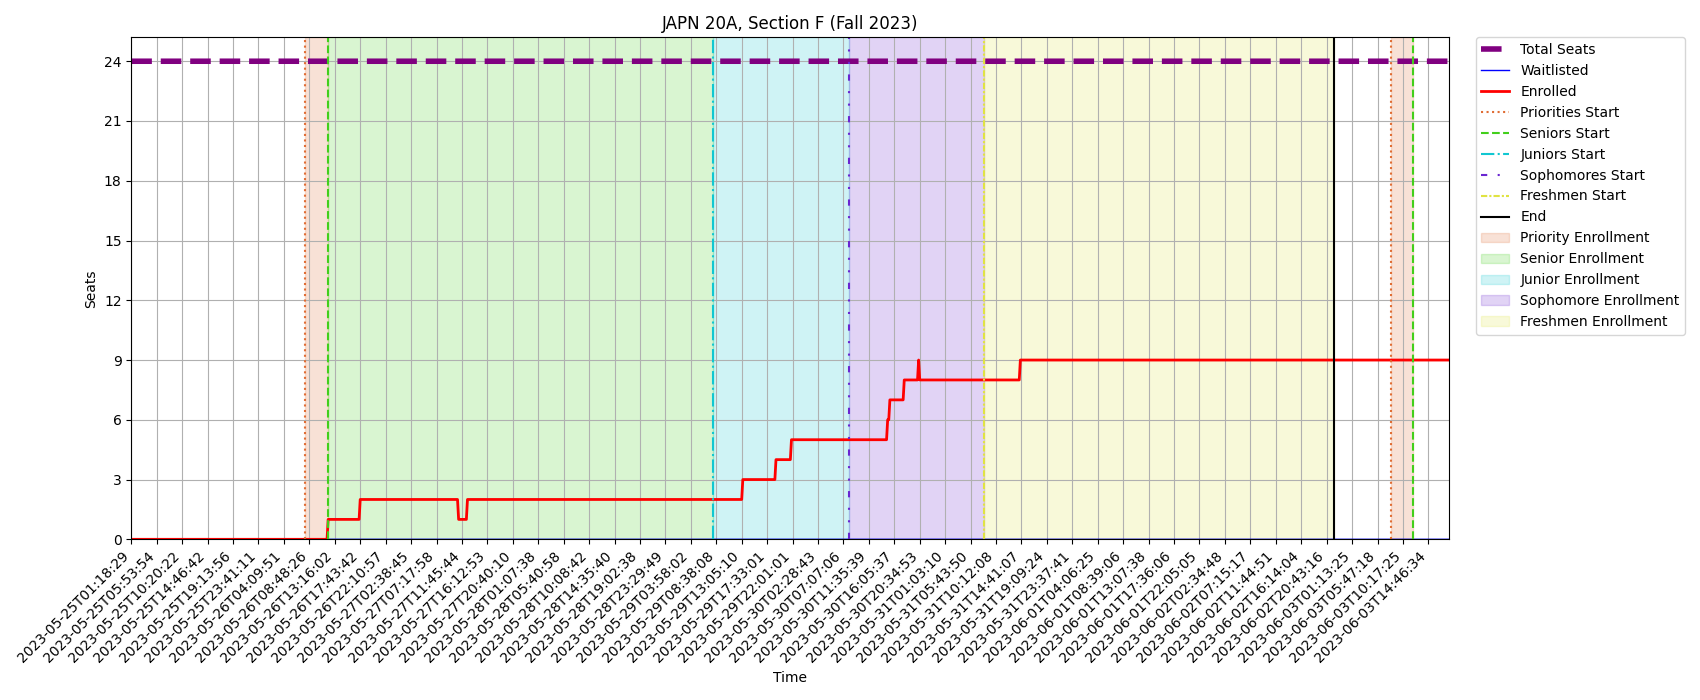 JAPN 20A, Section F (Fall 2023)
Seats
24
21
18
15
12
9
6
3
0
2023-05-25T01:18:29
2023-05-25T05:53:54
2023-05-25T10:20:22
2023-05-25T14:46:42
2023-05-25T19:13:56
2023-05-25T23:41:11
2023-05-26T04:09:51
2023-05-26T08:48:26
2023-05-26T13:16:02
2023-05-26T17:43:42
2023-05-26T22:10:57
2023-05-27T02:38:45
2023-05-27T07:17:58
2023-05-27T11:45:44
2023-05-27T16:12:53
2023-05-27T20:40:10
2023-05-28T01:07:38
2023-05-28T05:40:58
2023-05-28T10:08:42
2023-05-28T14:35:40
2023-05-28T19:02:38
2023-05-28T23:29:49
2023-05-29T03:58:02
2023-05-29T08:38:08
2023-05-29T13:05:10
2023-05-29T17:33:01
2023-05-29T22:01:01
2023-05-30T02:28:43
2023-05-30T07:07:06
2023-05-30T11:35:39
2023-05-30T16:05:37
2023-05-30T20:34:53
2023-05-31T01:03:10
2023-05-31T05:43:50
2023-05-31T10:12:08
2023-05-31T14:41:07
2023-05-31T19:09:24
2023-05-31T23:37:41
2023-06-01T04:06:25
2023-06-01T08:39:06
2023-06-01T13:07:38
2023-06-01T17:36:06
2023-06-01T22:05:05
2023-06-02T02:34:48
2023-06-02T07:15:17
2023-06-02T11:44:51
2023-06-02T16:14:04
2023-06-02T20:43:16
2023-06-03T01:13:25
2023-06-03T05:47:18
2023-06-03T10:17:25
2023-06-03T14:46:34
Time
Total Seats
Waitlisted
Enrolled
Priorities Start
Seniors Start
Juniors Start
Sophomores Start
Freshmen Start
End
Priority Enrollment
Senior Enrollment
Junior Enrollment
Sophomore Enrollment
Freshmen Enrollment